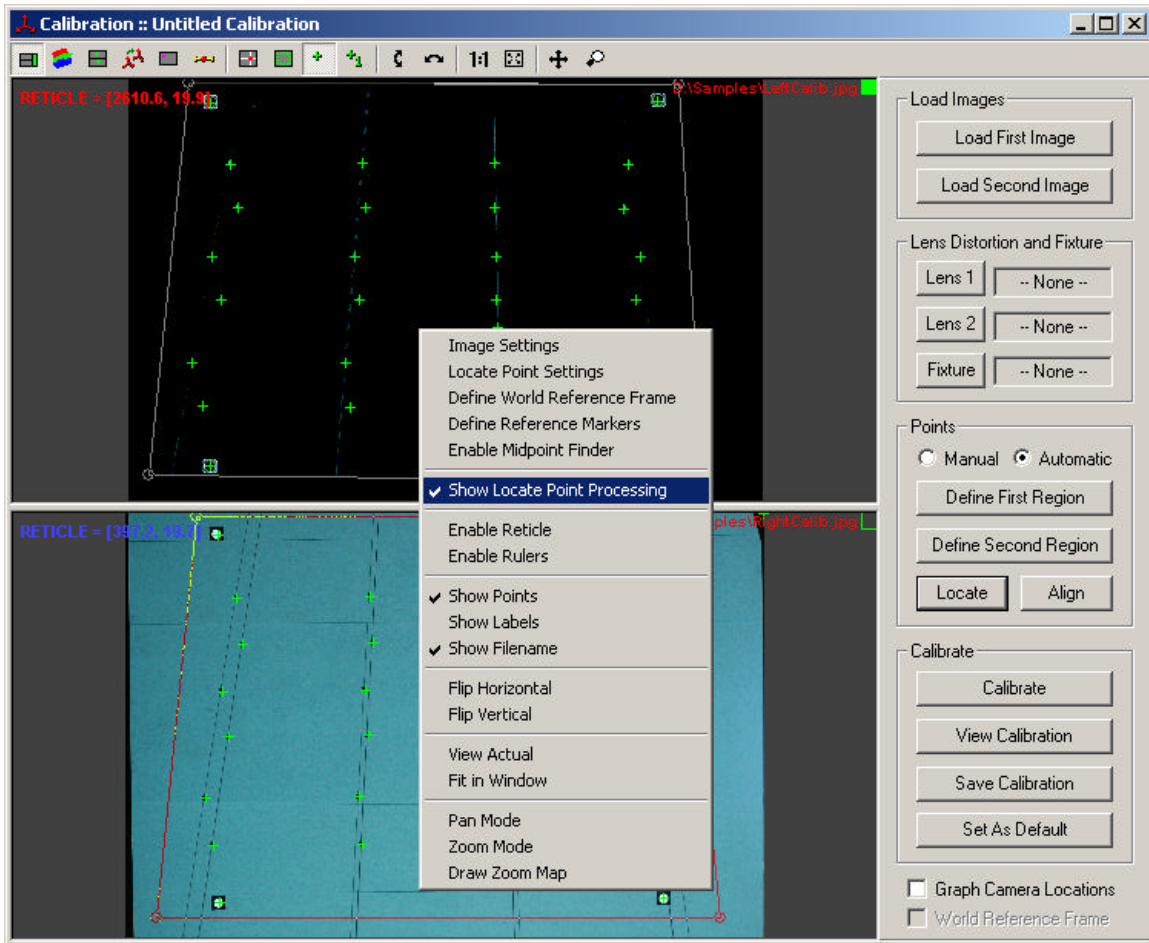 Calibration :: Untitled Calibration
1:1
RETICLE = [2610.6, 19.9]
D:\Samples\LeftCalib.jpg
RETICLE = [397.2, 19.7]
ples\RightCalib.jpg
Image Settings
Locate Point Settings
Define World Reference Frame
Define Reference Markers
Enable Midpoint Finder
Show Locate Point Processing
Enable Reticle
Enable Rulers
Show Points
Show Labels
Show Filename
Flip Horizontal
Flip Vertical
View Actual
Fit in Window
Pan Mode
Zoom Mode
Draw Zoom Map
Load Images
Load First Image
Load Second Image
Lens Distortion and Fixture
Lens 1 -- None --
Lens 2 -- None --
Fixture -- None --
Points
Manual Automatic
Define First Region
Define Second Region
Locate Align
Calibrate
Calibrate
View Calibration
Save Calibration
Set As Default
Graph Camera Locations
World Reference Frame